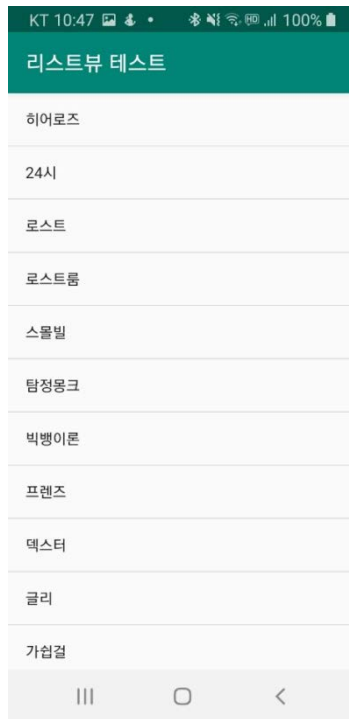 KT 10:47 HD 100%
리스트뷰 테스트
히어로즈
24시
로스트
로스트룸
스몰빌
탐정몽크
빅뱅이론
프렌즈
덱스터
글리
가쉽걸